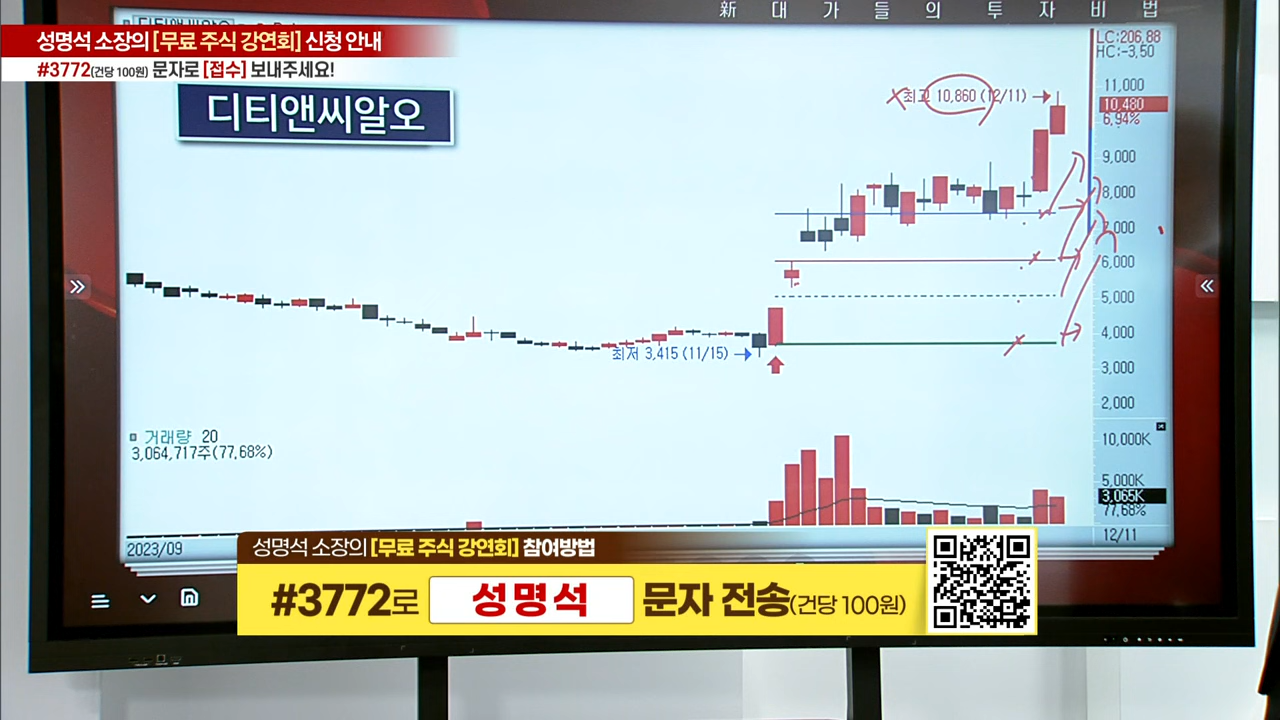 新 대 가 들 의 투 자 비 법
성명석 소장의 [무료 주식 강연회] 신청 안내
#3772(건당 100원) 문자로 [접수] 보내주세요!
디티앤씨알오
LC:206,88
HC:-3,50
최고 10,860 (12/11)
11,000
10,480
6,94%
9,000
8,000
7,000
6,000
5,000
4,000
3,000
2,000
최저 3,415 (11/15)
거래량 20
3,064,717주(77,68%)
10,000K
5,000K
3,065K
77,68%
2023/09
12/11
성명석 소장의 [무료 주식 강연회] 참여방법
#3772로 성명석 문자 전송(건당 100원)